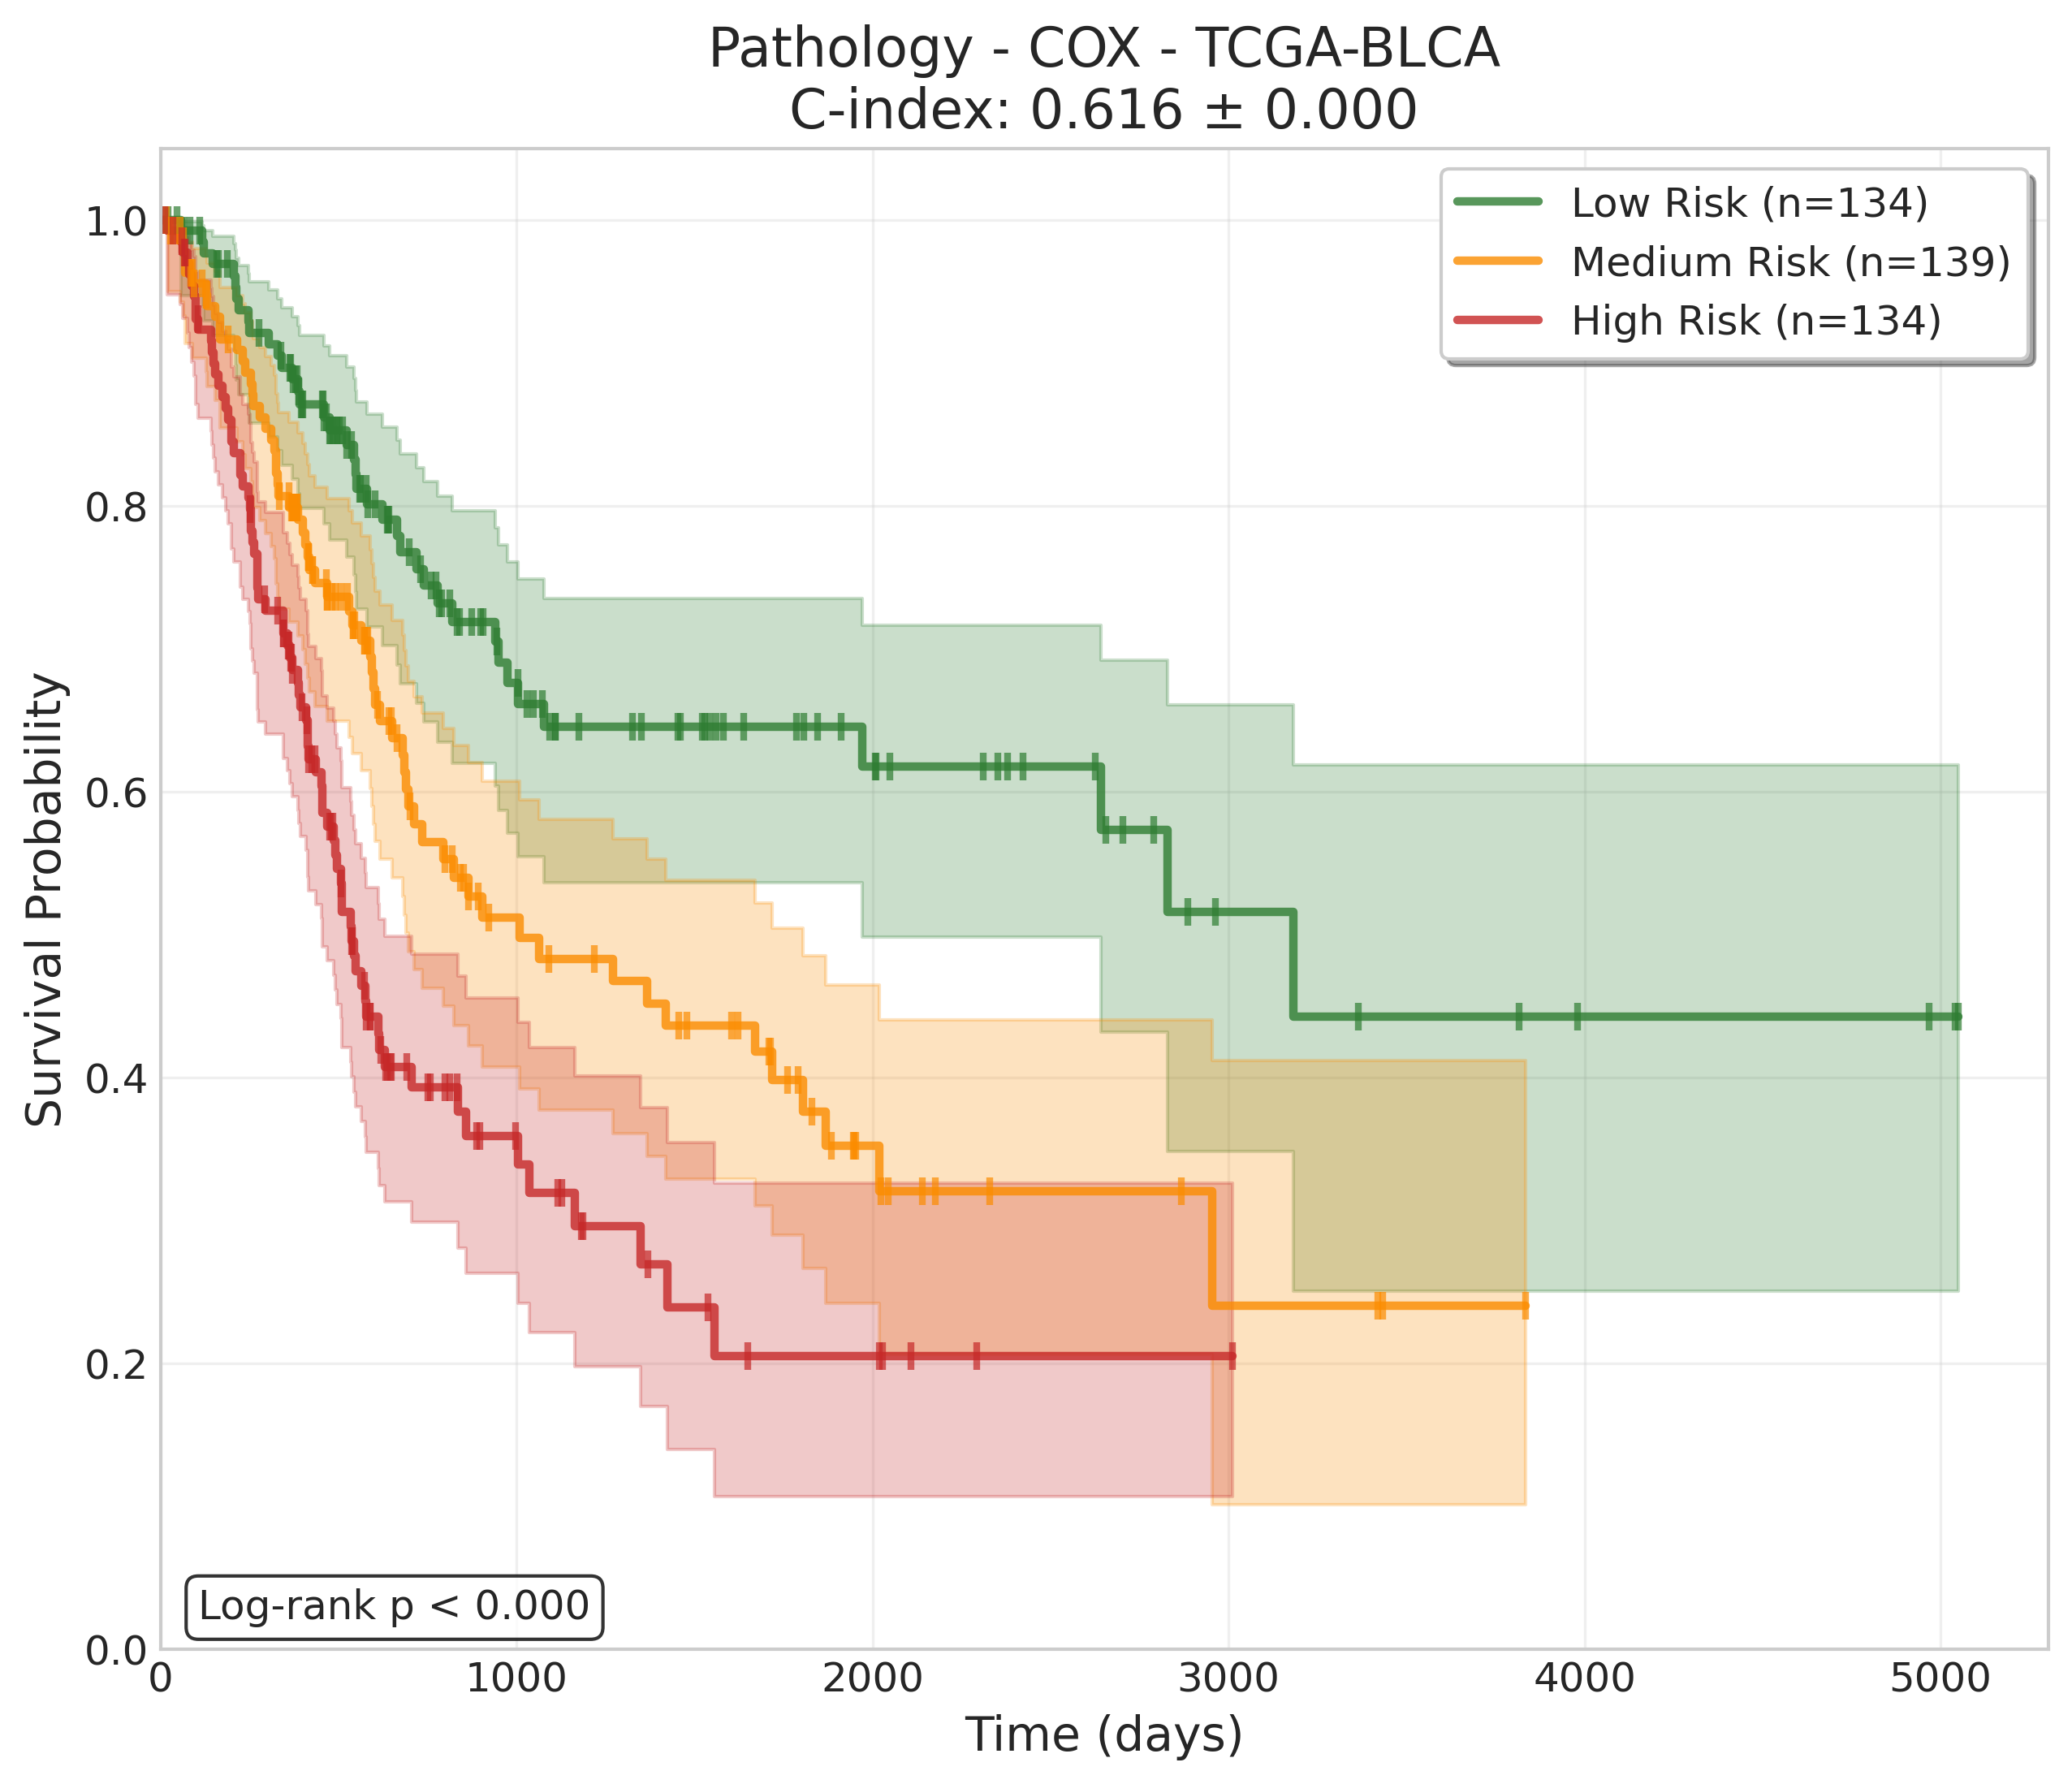 Pathology - COX - TCGA-BLCA
C-index: 0.616 ± 0.000
Low Risk (n=134)
Medium Risk (n=139)
High Risk (n=134)
Survival Probability
1.0
0.8
0.6
0.4
0.2
0.0
Log-rank p < 0.000
0 1000 2000 3000 4000 5000
Time (days)